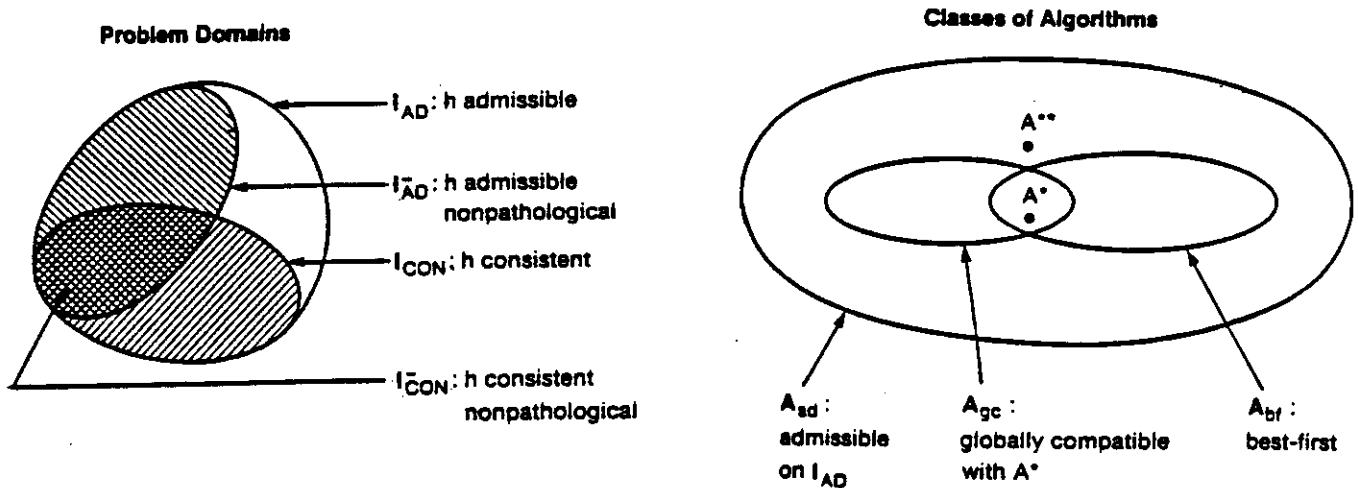 Problem Domains
I_AD : h admissible
I⁻_AD : h admissible
nonpathological
I_CON : h consistent
I⁻_CON : h consistent
nonpathological
Classes of Algorithms
A**
A*
A_ad :
admissible
on I_AD
A_gc :
globally compatible
with A*
A_bf :
best-first